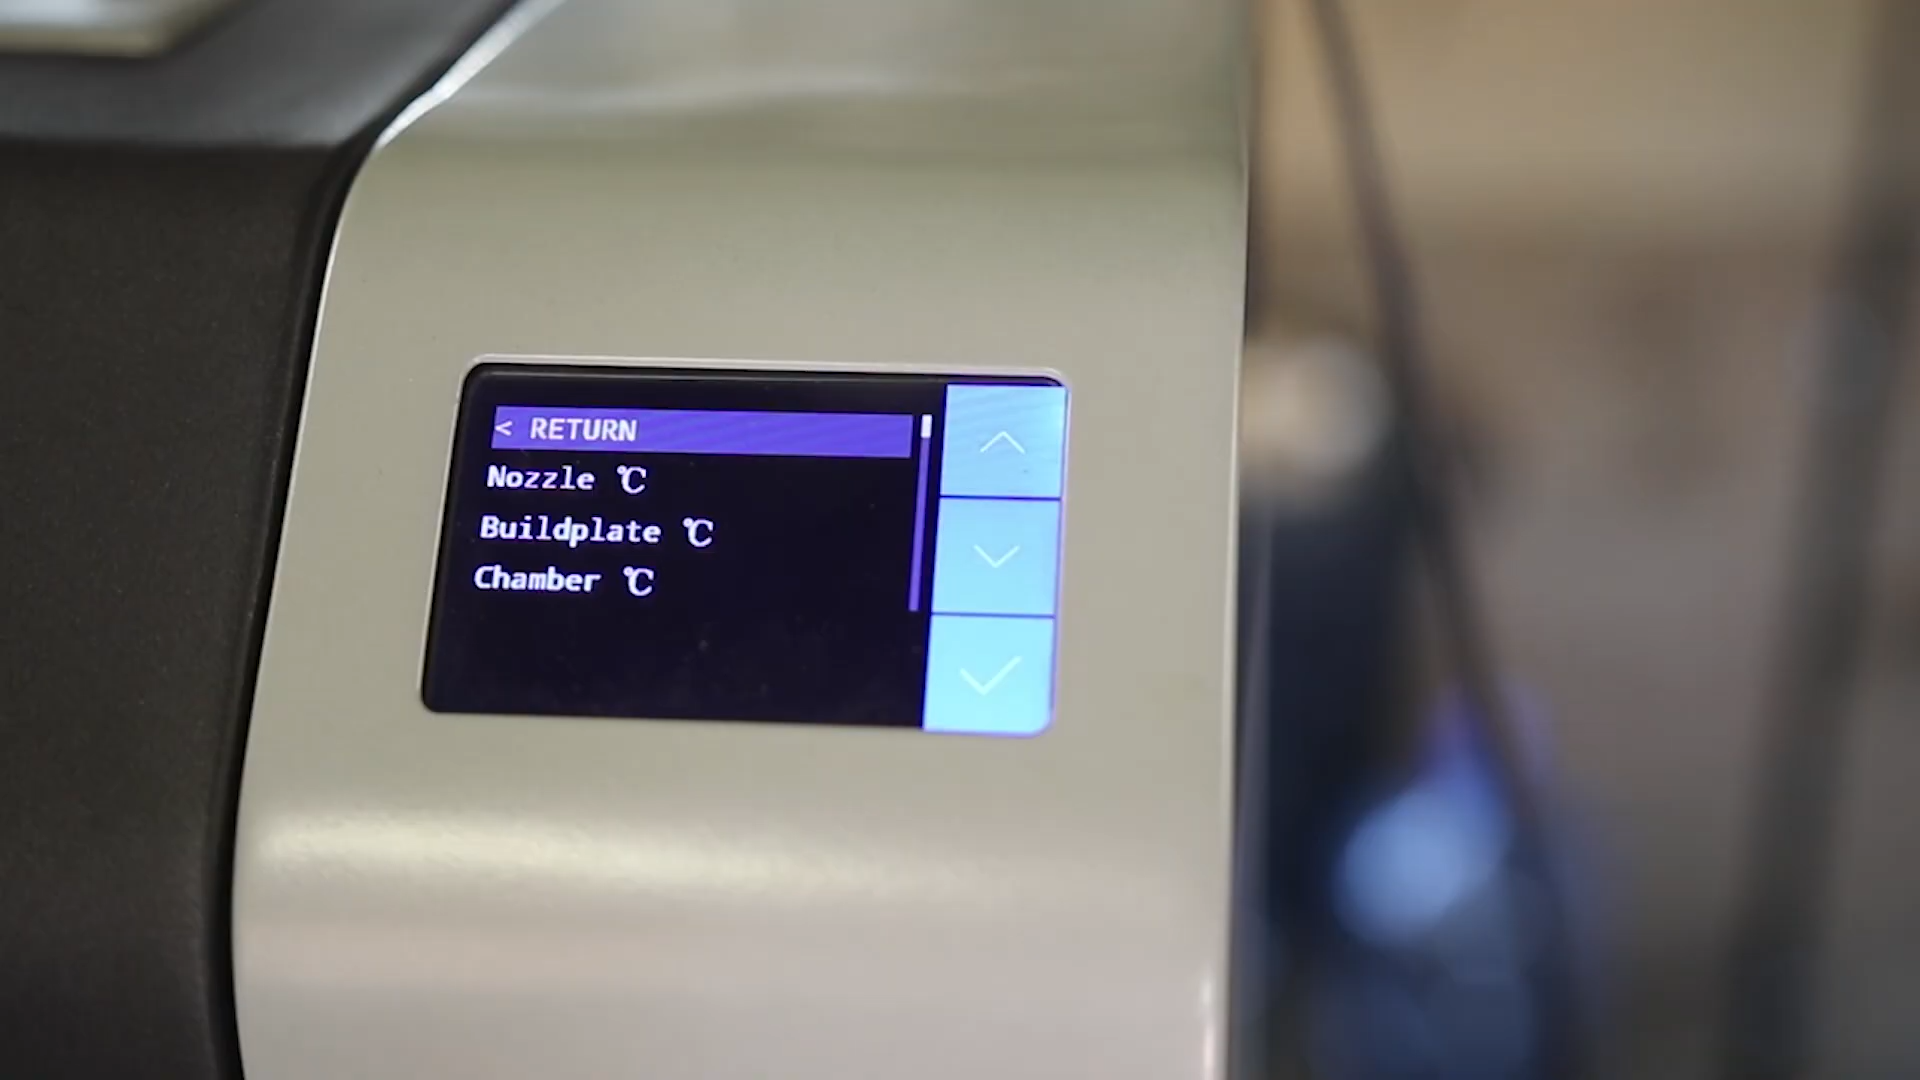 < RETURN
Nozzle ℃
Buildplate ℃
Chamber ℃